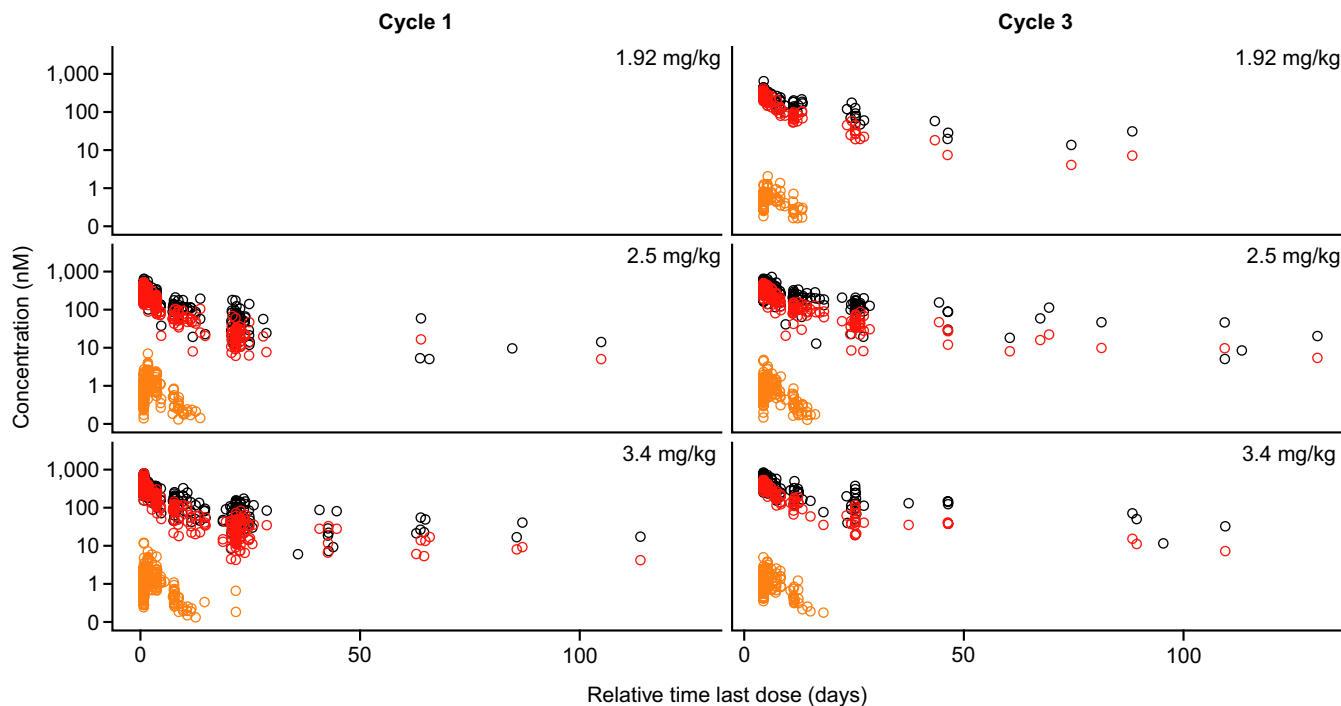 Cycle 1
Cycle 3
1.92 mg/kg
1.92 mg/kg
1,000
100
10
1
0
2.5 mg/kg
2.5 mg/kg
1,000
100
10
1
0
Concentration (nM)
3.4 mg/kg
3.4 mg/kg
1,000
100
10
1
0
0
50
100
0
50
100
Relative time last dose (days)